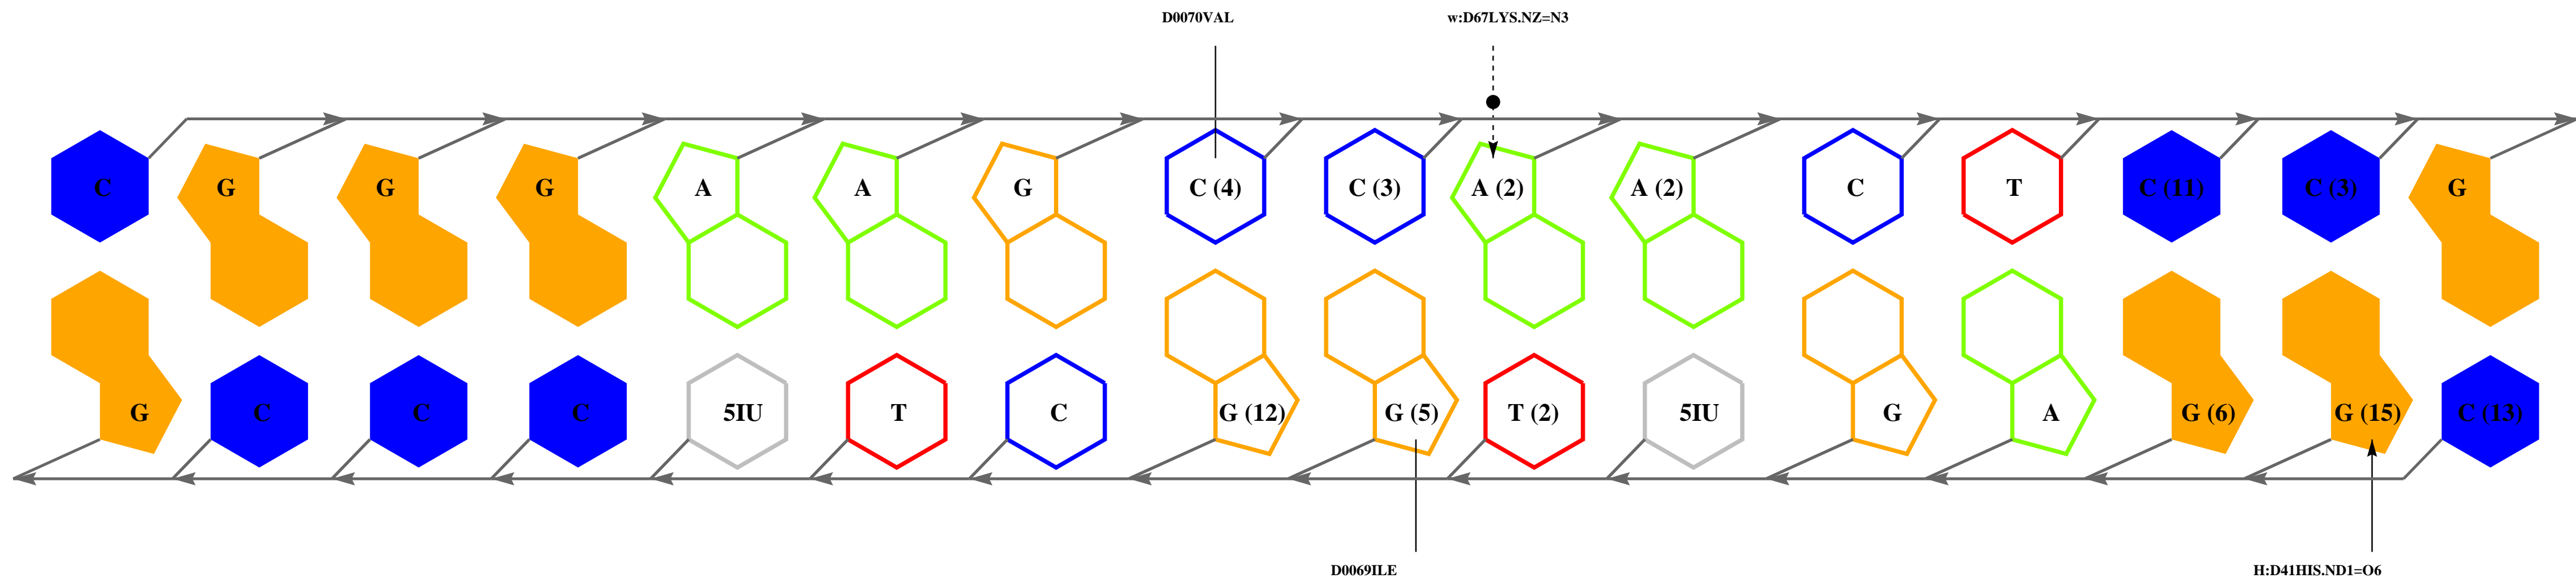 D0070VAL w:D67LYS.NZ=N3
C G G G A A G C (4) C (3) A (2) A (2) C T C (11) C (3) G
G C C C 5IU T C G (12) G (5) T (2) 5IU G A G (6) G (15) C (13)
D0069ILE H:D41HIS.ND1=O6